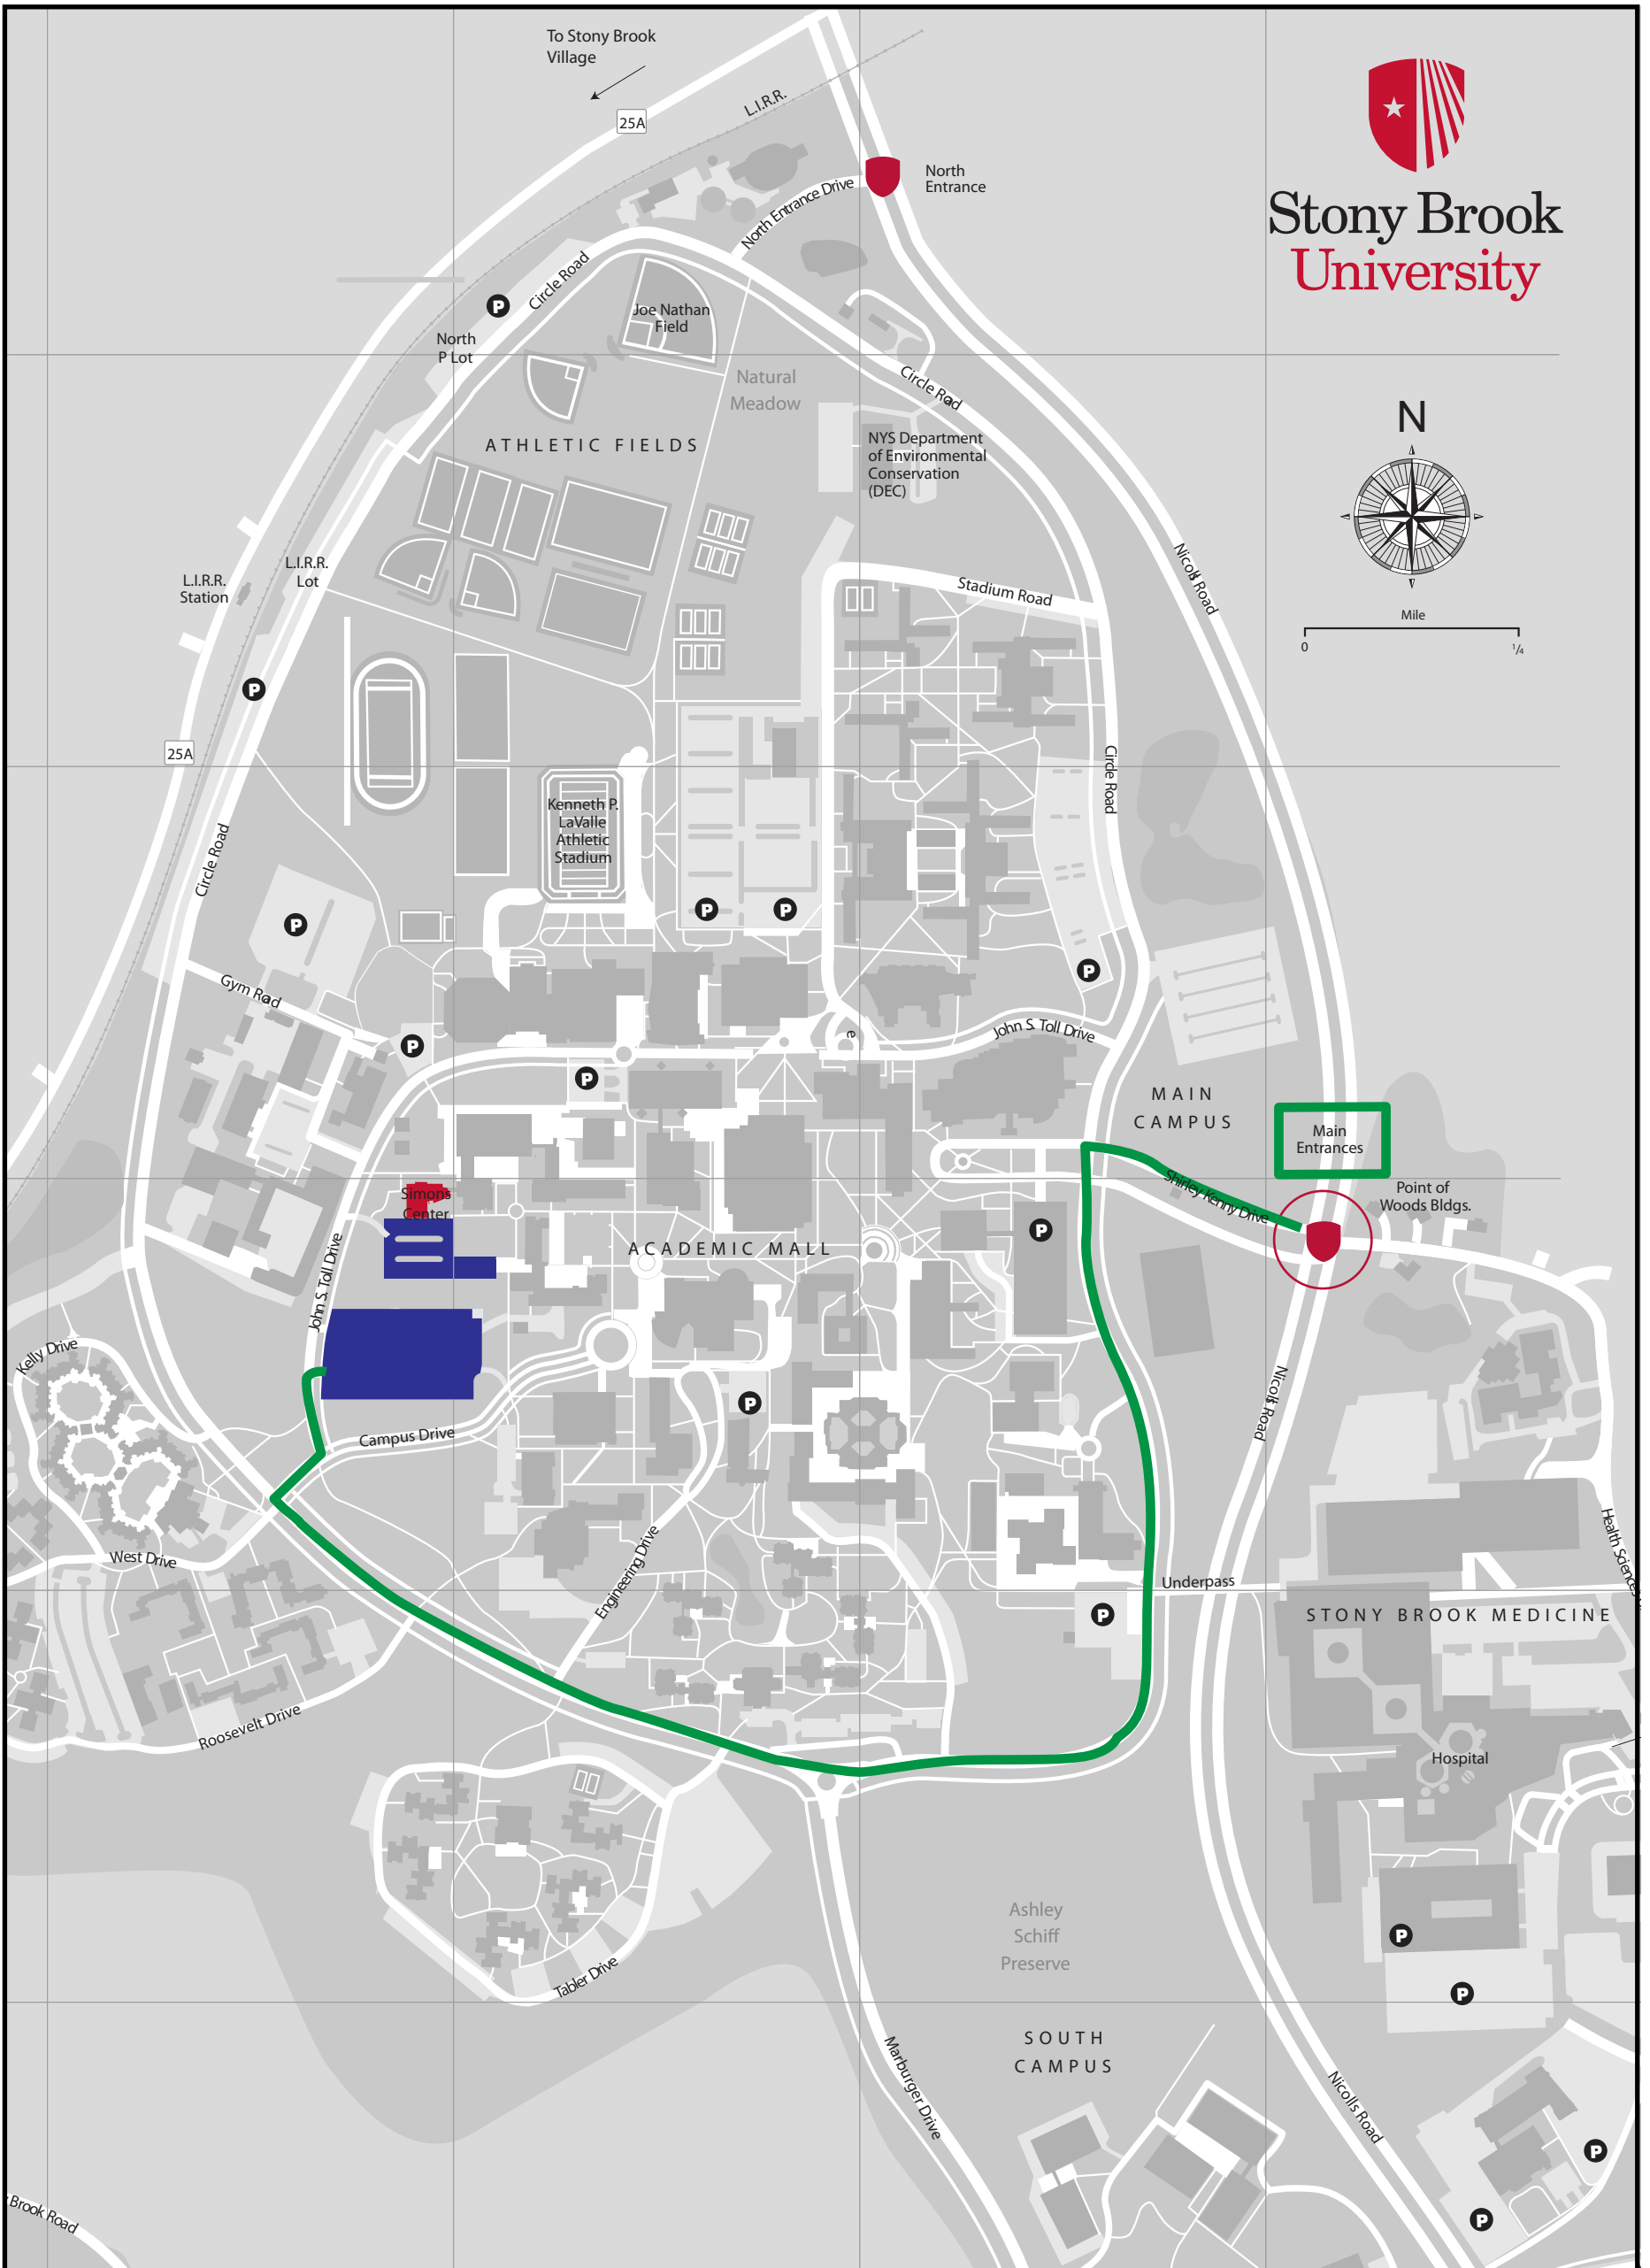 To Stony Brook
Village
25A
L.I.R.R.
North
Entrance
North Entrance Drive
Stony Brook
University
Circle Road
P
Joe Nathan
Field
North
P Lot
Natural
Meadow
Circle Road
N
ATHLETIC FIELDS
NYS Department
of Environmental
Conservation
(DEC)
Nicolls Road
L.I.R.R.
Lot
L.I.R.R.
Station
Stadium Road
Mile
0
1/4
P
25A
Circle Road
Kenneth P.
LaValle
Athletic
Stadium
Circle Road
P
P
P
P
Gym Road
John S. Toll Drive
e
P
P
MAIN
CAMPUS
Main
Entrances
Simons
Center
Shirley Kenny Drive
Point of
Woods Bldgs.
P
ACADEMIC MALL
John S. Toll Drive
Kelly Drive
Nicolls Road
P
Campus Drive
Health Sciences
West Drive
Engineering Drive
Underpass
P
STONY BROOK MEDICINE
Roosevelt Drive
Hospital
Ashley
Schiff
Preserve
P
Tabler Drive
P
SOUTH
CAMPUS
Marburger Drive
Nicolls Road
P
Brook Road
P